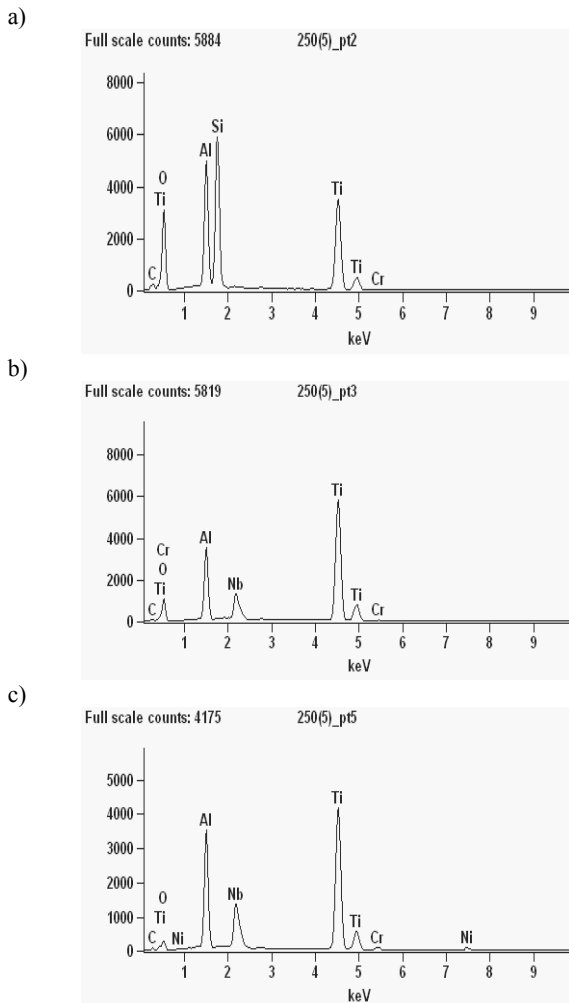 a)
Full scale counts: 5884 250(5)_pt2
8000
6000
4000
2000
0
Si
Al
O
Ti
C
Ti
Ti
Cr
1 2 3 4 5 6 7 8 9
keV
b)
Full scale counts: 5819 250(5)_pt3
8000
6000
4000
2000
0
Ti
Al
Cr
O
Ti
C
Nb
Ti
Cr
1 2 3 4 5 6 7 8 9
keV
c)
Full scale counts: 4175 250(5)_pt5
5000
4000
3000
2000
1000
0
Ti
Al
Nb
O
Ti
C
Ni
Ti
Cr
Ni
1 2 3 4 5 6 7 8 9
keV